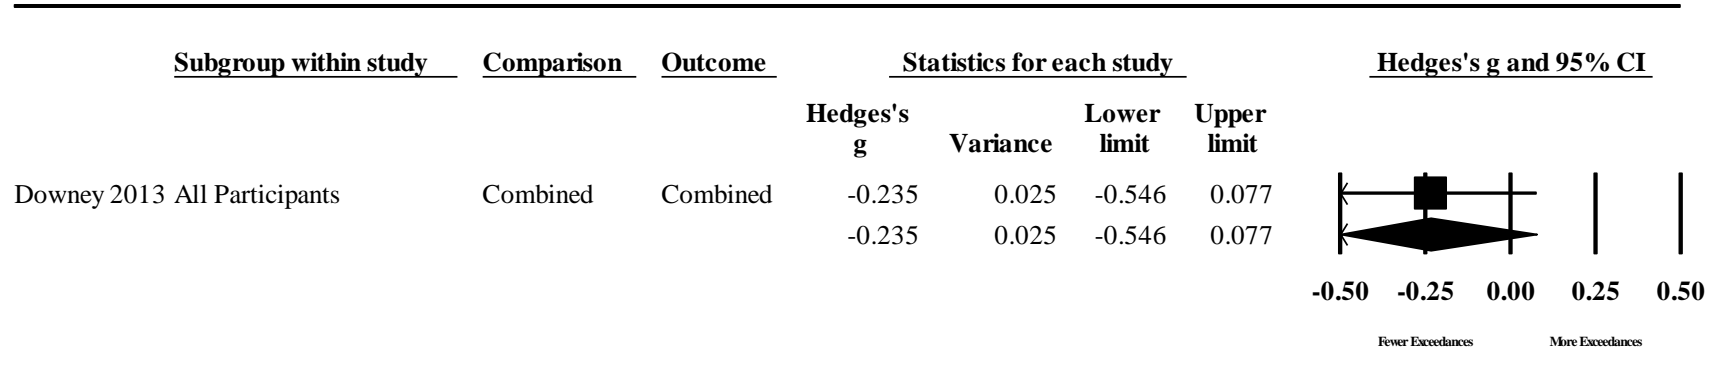 Subgroup within study Comparison Outcome Statistics for each study Hedges's g and 95% CI
Hedges's Lower Upper
g Variance limit limit
Downey 2013 All Participants Combined Combined -0.235 0.025 -0.546 0.077
-0.235 0.025 -0.546 0.077
-0.50 -0.25 0.00 0.25 0.50
Fewer Exceedances More Exceedances